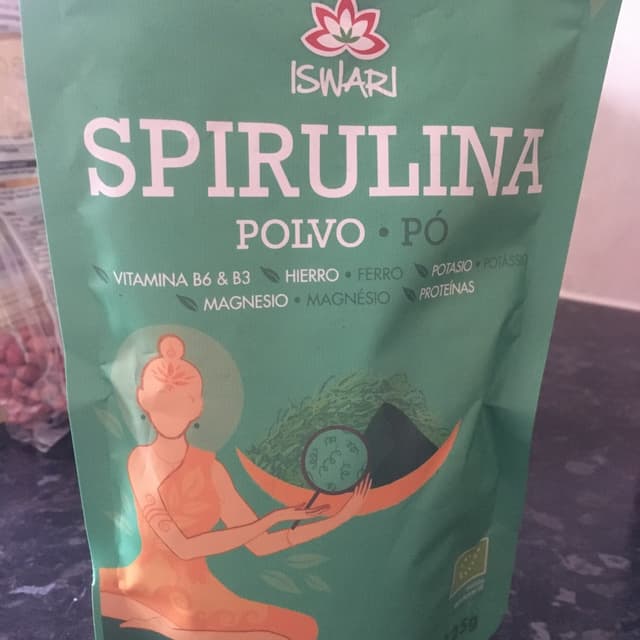 ISWARI
SPIRULINA
POLVO • PÓ
VITAMINA B6 & B3 HIERRO • FERRO POTASIO • POTÁSSIO
MAGNESIO • MAGNÉSIO PROTEÍNAS